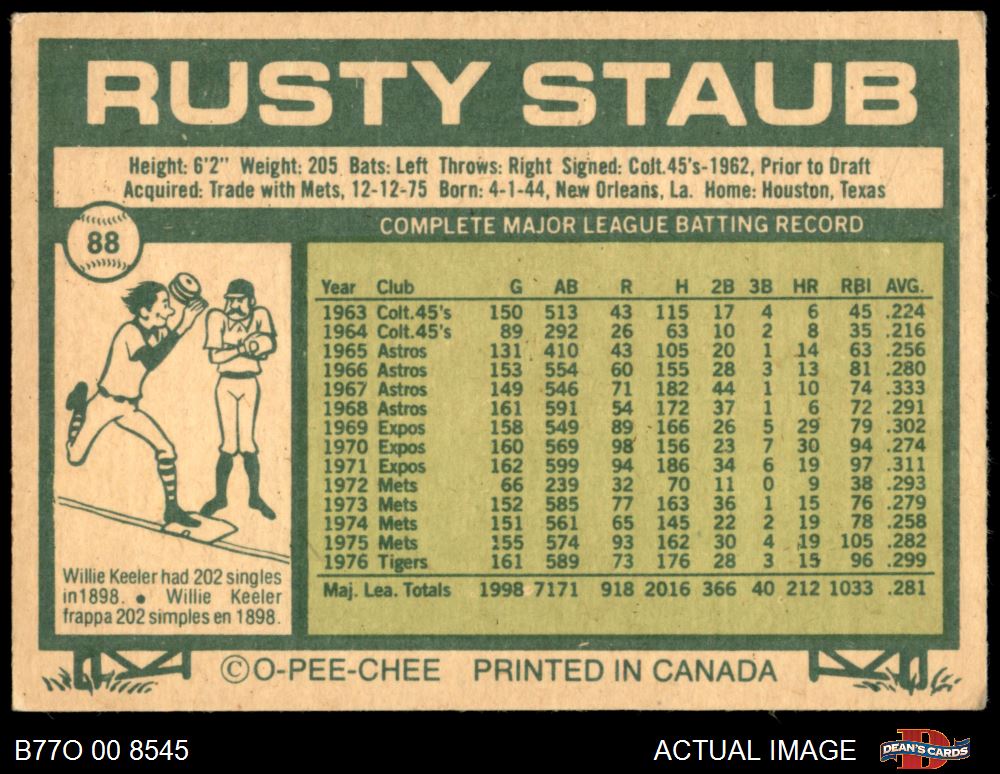 RUSTY STAUB
Height: 6'2" Weight: 205 Bats: Left Throws: Right Signed: Colt.45's-1962, Prior to Draft
Acquired: Trade with Mets, 12-12-75 Born: 4-1-44, New Orleans, La. Home: Houston, Texas
88
COMPLETE MAJOR LEAGUE BATTING RECORD
Year Club G AB R H 2B 3B HR RBI AVG.
1963 Colt.45's 150 513 43 115 17 4 6 45 .224
1964 Colt.45's 89 292 26 63 10 2 8 35 .216
1965 Astros 131 410 43 105 20 1 14 63 .256
1966 Astros 153 554 60 155 28 3 13 81 .280
1967 Astros 149 546 71 182 44 1 10 74 .333
1968 Astros 161 591 54 172 37 1 6 72 .291
1969 Expos 158 549 89 166 26 5 29 79 .302
1970 Expos 160 569 98 156 23 7 30 94 .274
1971 Expos 162 599 94 186 34 6 19 97 .311
1972 Mets 66 239 32 70 11 0 9 38 .293
1973 Mets 152 585 77 163 36 1 15 76 .279
1974 Mets 151 561 65 145 22 2 19 78 .258
1975 Mets 155 574 93 162 30 4 19 105 .282
1976 Tigers 161 589 73 176 28 3 15 96 .299
Maj. Lea. Totals 1998 7171 918 2016 366 40 212 1033 .281
Willie Keeler had 202 singles
in 1898. ● Willie Keeler
frappa 202 simples en 1898.
©O-PEE-CHEE PRINTED IN CANADA
B77O 00 8545
ACTUAL IMAGE
B
DEAN'S CARDS